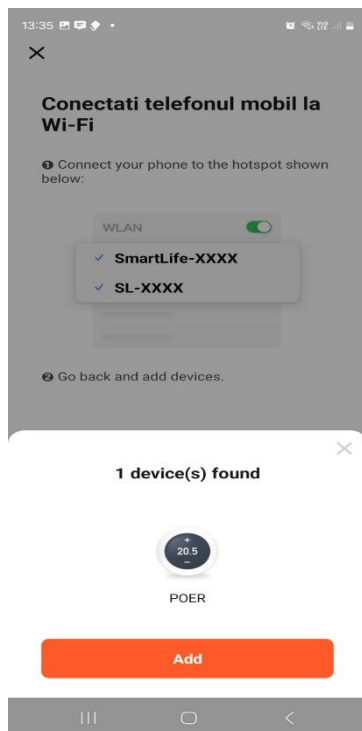 13:35
Conectati telefonul mobil la
Wi-Fi
❶ Connect your phone to the hotspot shown
below:
WLAN
✓ SmartLife-XXXX
✓ SL-XXXX
❷ Go back and add devices.
1 device(s) found
+
20.5
−
POER
Add